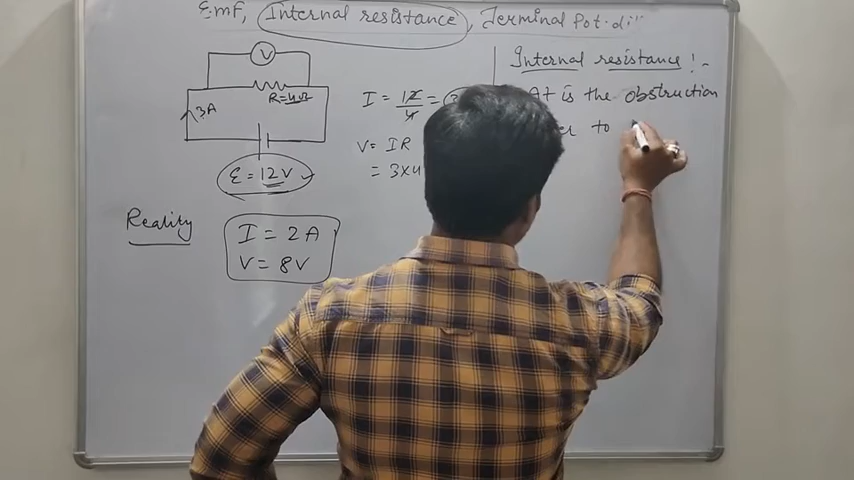 Emf, Internal resistance, Terminal Pot. di
V
R=4Ω
3A
ε = 12V
I = 12/4 =
V = IR
= 3×4
Reality
I = 2A
V = 8V
Internal resistance :-
It is the obstruction
to